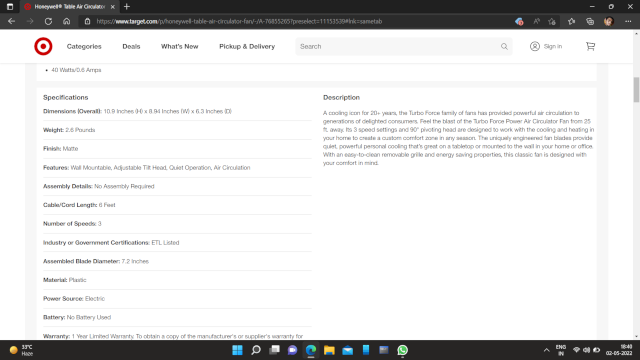 Honeywell® Table Air Circulator
https://www.target.com/p/honeywell-table-air-circulator-fan/-/A-76855265?preselect=11153539#lnk=sametab
Categories
Deals
What's New
Pickup & Delivery
Search
Sign in
• 40 Watts/0.6 Amps
Specifications
Dimensions (Overall): 10.9 Inches (H) x 8.94 Inches (W) x 6.3 Inches (D)
Weight: 2.6 Pounds
Finish: Matte
Features: Wall Mountable, Adjustable Tilt Head, Quiet Operation, Air Circulation
Assembly Details: No Assembly Required
Cable/Cord Length: 6 Feet
Number of Speeds: 3
Industry or Government Certifications: ETL Listed
Assembled Blade Diameter: 7.2 Inches
Material: Plastic
Power Source: Electric
Battery: No Battery Used
Warranty: 1 Year Limited Warranty. To obtain a copy of the manufacturer's or supplier's warranty for
Description
A cooling icon for 20+ years, the Turbo Force family of fans has provided powerful air circulation to
generations of delighted consumers. Feel the blast of the Turbo Force Power Air Circulator Fan from 25
ft. away. Its 3 speed settings and 90° pivoting head are designed to work with the cooling and heating in
your home to create a custom comfort zone in any season. The uniquely engineered fan blades provide
quiet, powerful personal cooling that's great on a tabletop or mounted to the wall in your home or office.
With an easy-to-clean removable grille and energy saving properties, this classic fan is designed with
your comfort in mind.
33°C
Haze
ENG
IN
18:40
02-05-2022